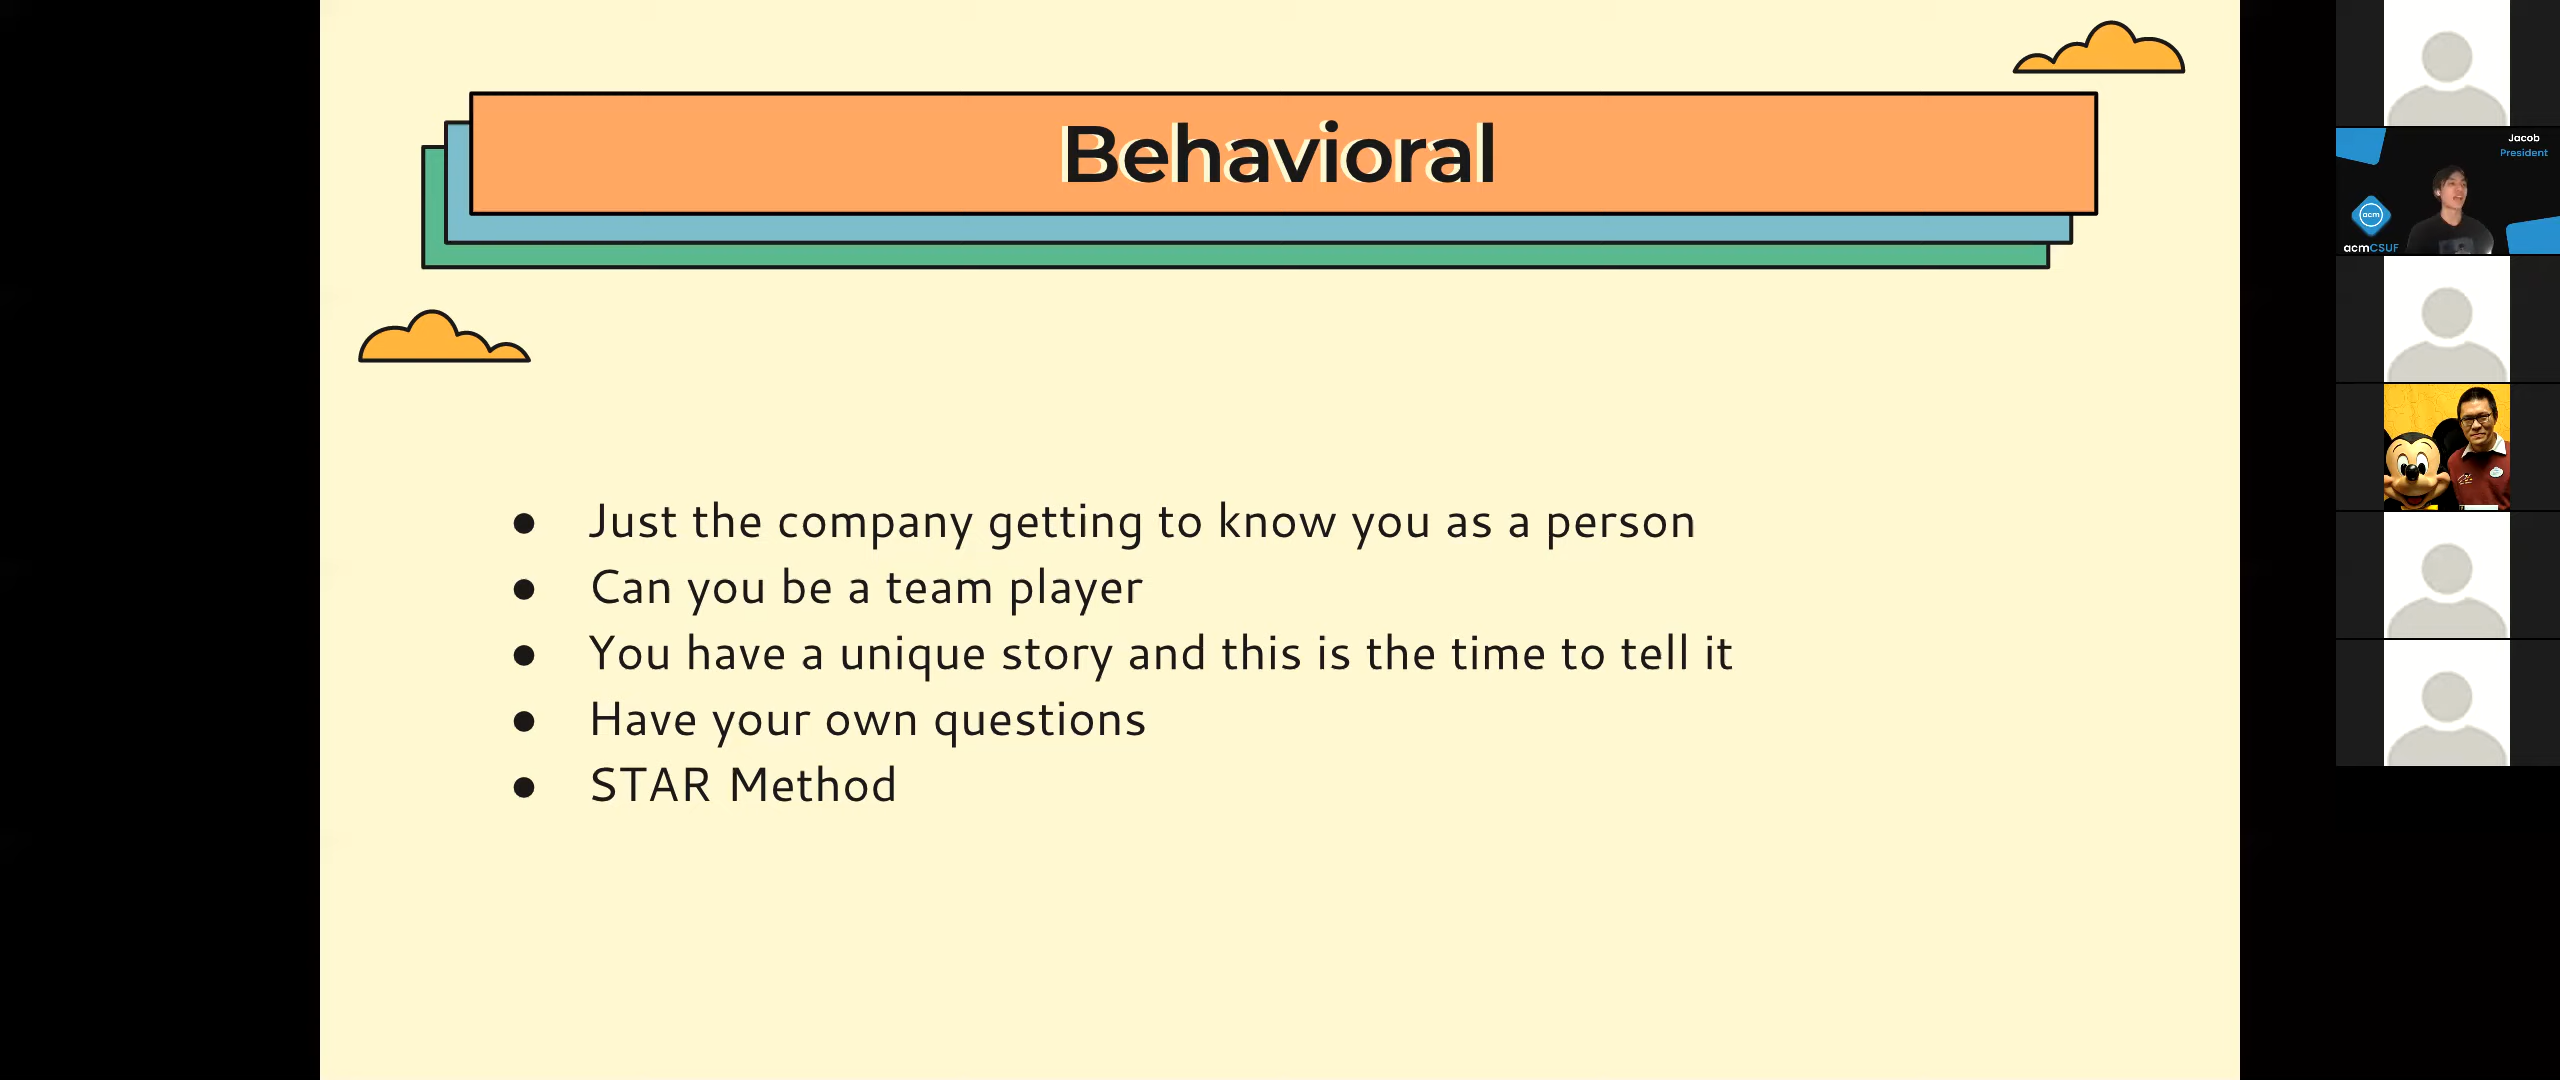 Behavioral
Just the company getting to know you as a person
Can you be a team player
You have a unique story and this is the time to tell it
Have your own questions
STAR Method
Jacob
President
acm
acmCSUF